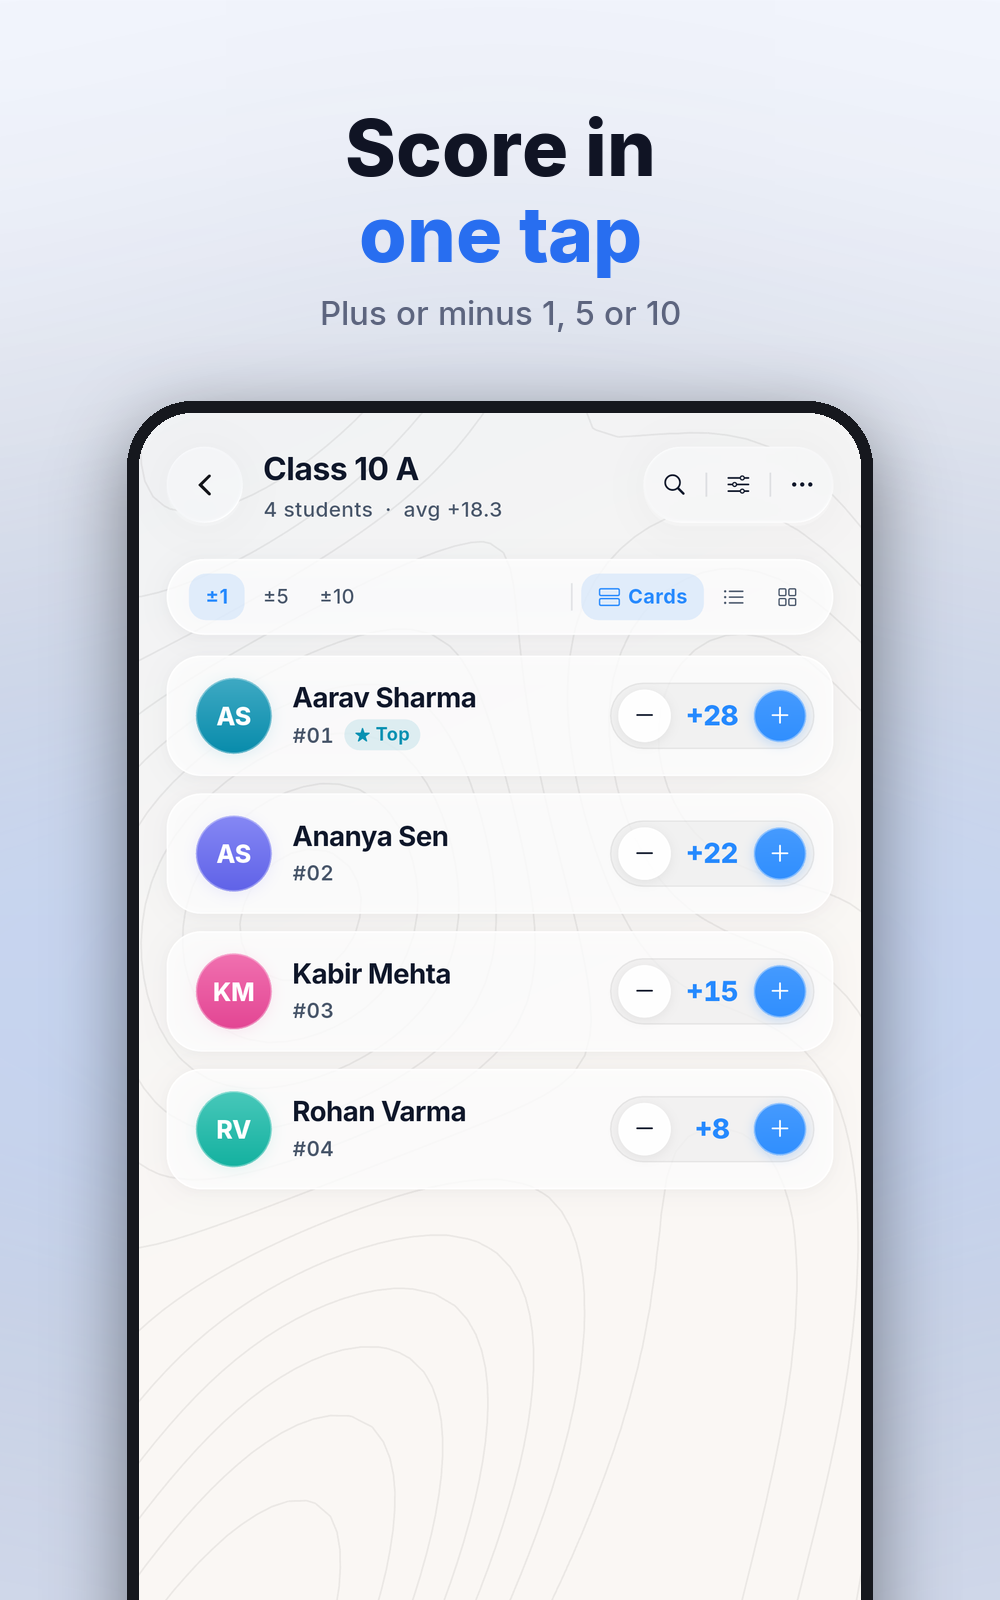 Score in
one tap
Plus or minus 1, 5 or 10
Class 10 A
4 students · avg +18.3
±1 ±5 ±10 Cards
AS Aarav Sharma
#01 ★ Top
− +28 +
AS Ananya Sen
#02
− +22 +
KM Kabir Mehta
#03
− +15 +
RV Rohan Varma
#04
− +8 +